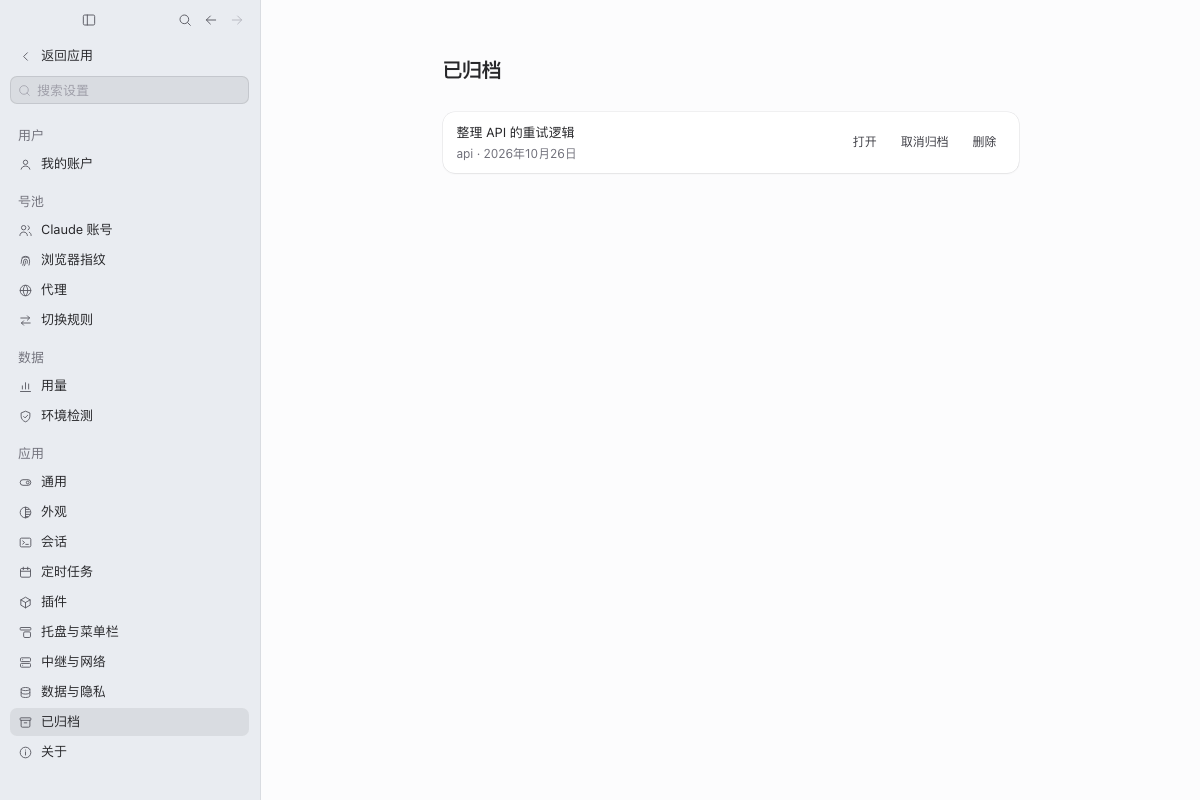 返回应用
搜索设置
用户
我的账户
号池
Claude 账号
浏览器指纹
代理
切换规则
数据
用量
环境检测
应用
通用
外观
会话
定时任务
插件
托盘与菜单栏
中继与网络
数据与隐私
已归档
关于
已归档
整理 API 的重试逻辑
api · 2026年10月26日
打开 取消归档 删除